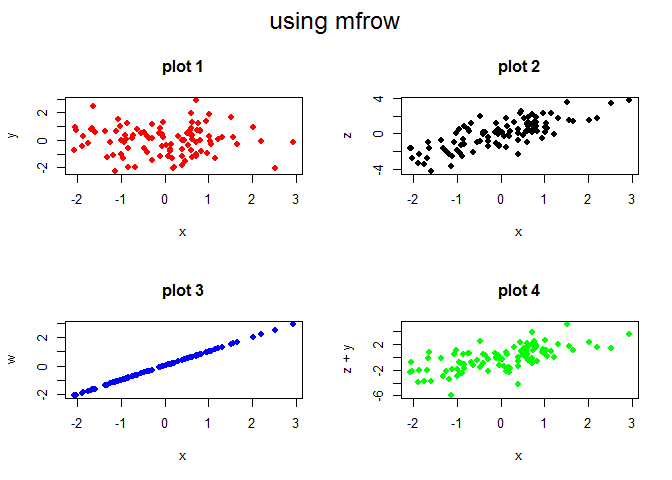 using mfrow
plot 1
y
2
0
-2
-2 -1 0 1 2 3
x
plot 2
z
4
0
-4
-2 -1 0 1 2 3
x
plot 3
w
2
0
-2
-2 -1 0 1 2 3
x
plot 4
z + y
2
-2
-6
-2 -1 0 1 2 3
x